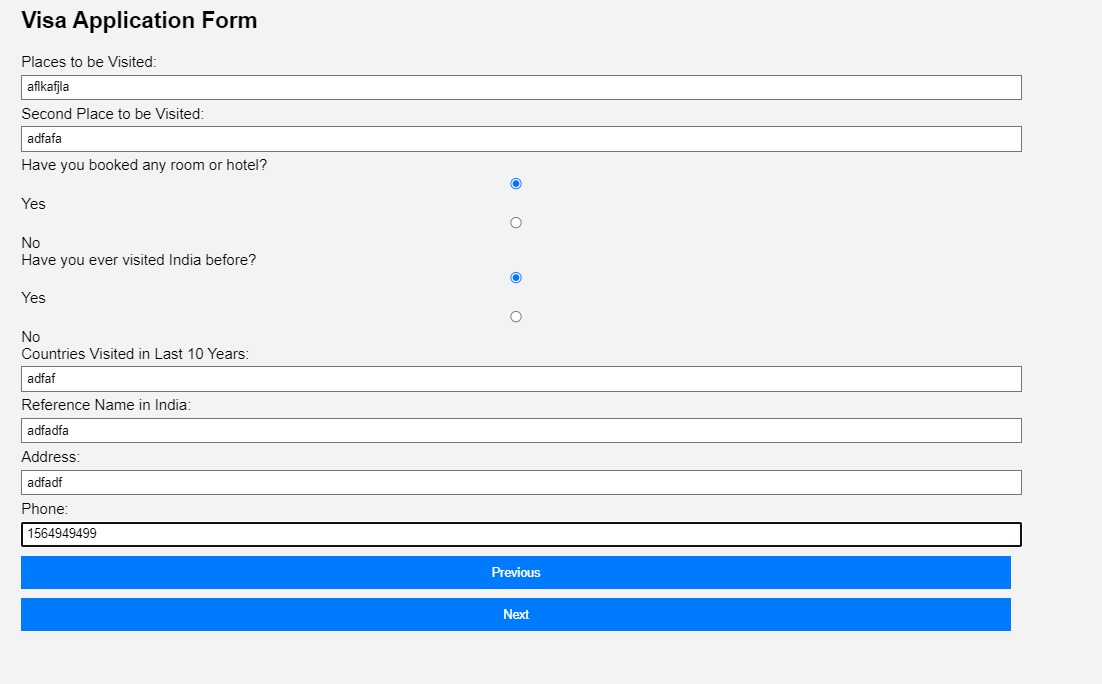 Visa Application Form
Places to be Visited:
aflkafjla
Second Place to be Visited:
adfafa
Have you booked any room or hotel?
Yes
No
Have you ever visited India before?
Yes
No
Countries Visited in Last 10 Years:
adfaf
Reference Name in India:
adfadfa
Address:
adfadf
Phone:
1564949499
Previous
Next